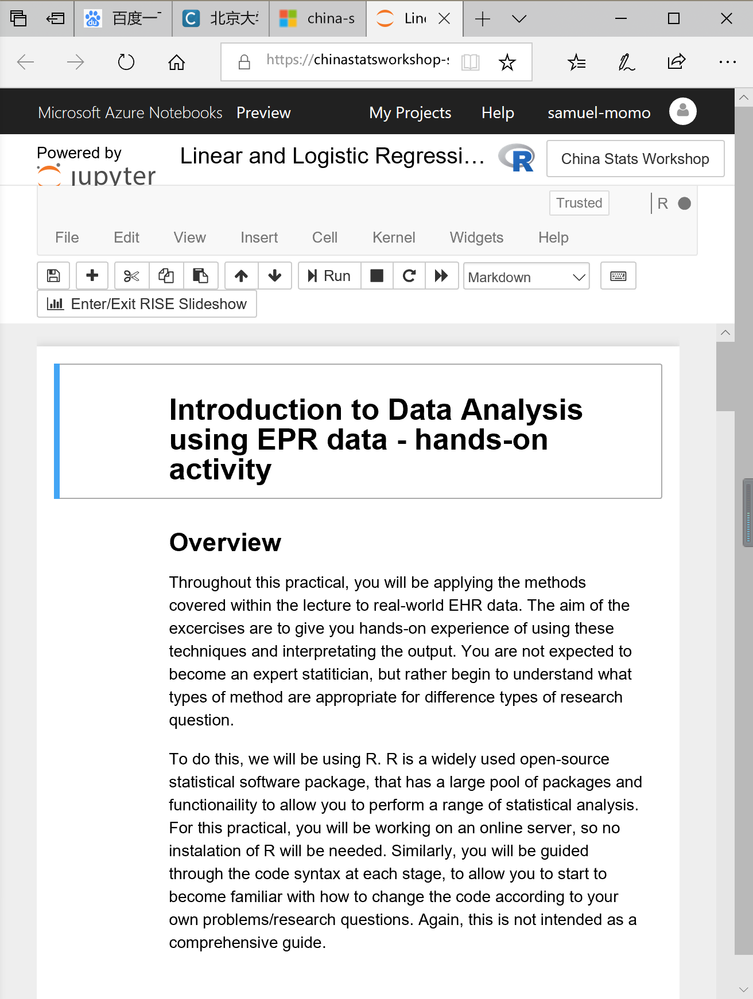 百度一
北京大
china-s
Lin
https://chinastatsworkshop-s
Microsoft Azure Notebooks Preview My Projects Help samuel-momo
Powered by
jupyter
Linear and Logistic Regressi...
R
China Stats Workshop
Trusted
R
File Edit View Insert Cell Kernel Widgets Help
Run
Markdown
Enter/Exit RISE Slideshow
Introduction to Data Analysis
using EPR data - hands-on
activity
Overview
Throughout this practical, you will be applying the methods
covered within the lecture to real-world EHR data. The aim of the
excercises are to give you hands-on experience of using these
techniques and interpretating the output. You are not expected to
become an expert statitician, but rather begin to understand what
types of method are appropriate for difference types of research
question.
To do this, we will be using R. R is a widely used open-source
statistical software package, that has a large pool of packages and
functionaility to allow you to perform a range of statistical analysis.
For this practical, you will be working on an online server, so no
instalation of R will be needed. Similarly, you will be guided
through the code syntax at each stage, to allow you to start to
become familiar with how to change the code according to your
own problems/research questions. Again, this is not intended as a
comprehensive guide.